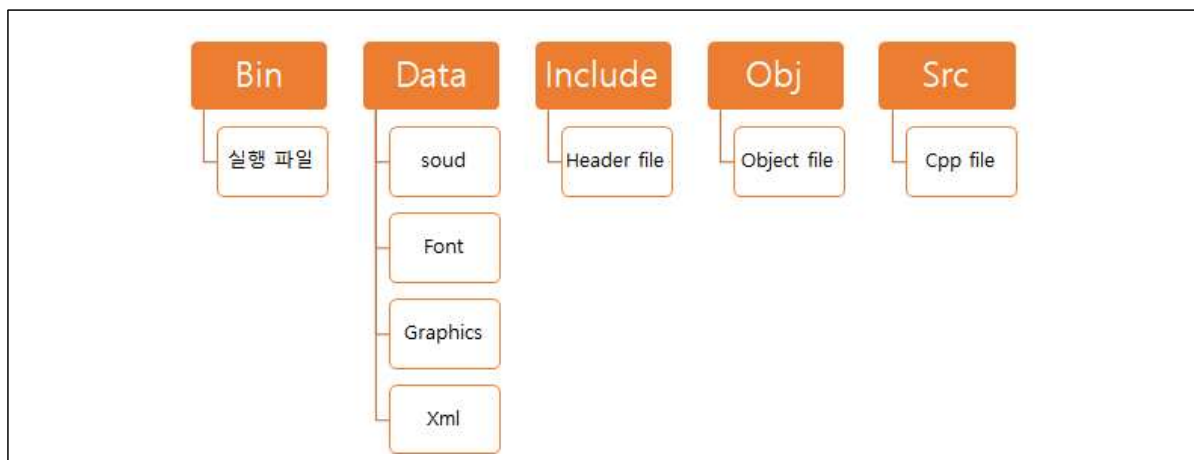 Bin
실행 파일
Data
soud
Font
Graphics
Xml
Include
Header file
Obj
Object file
Src
Cpp file